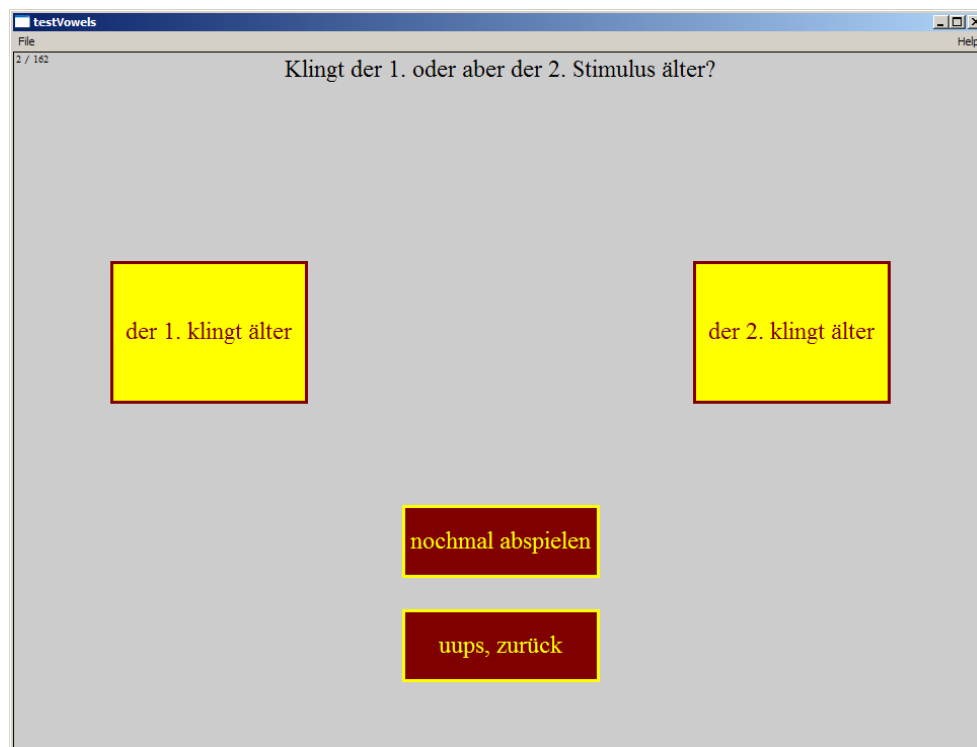 testVowels
File Help
2 / 162
Klingt der 1. oder aber der 2. Stimulus älter?
der 1. klingt älter
der 2. klingt älter
nochmal abspielen
uups, zurück